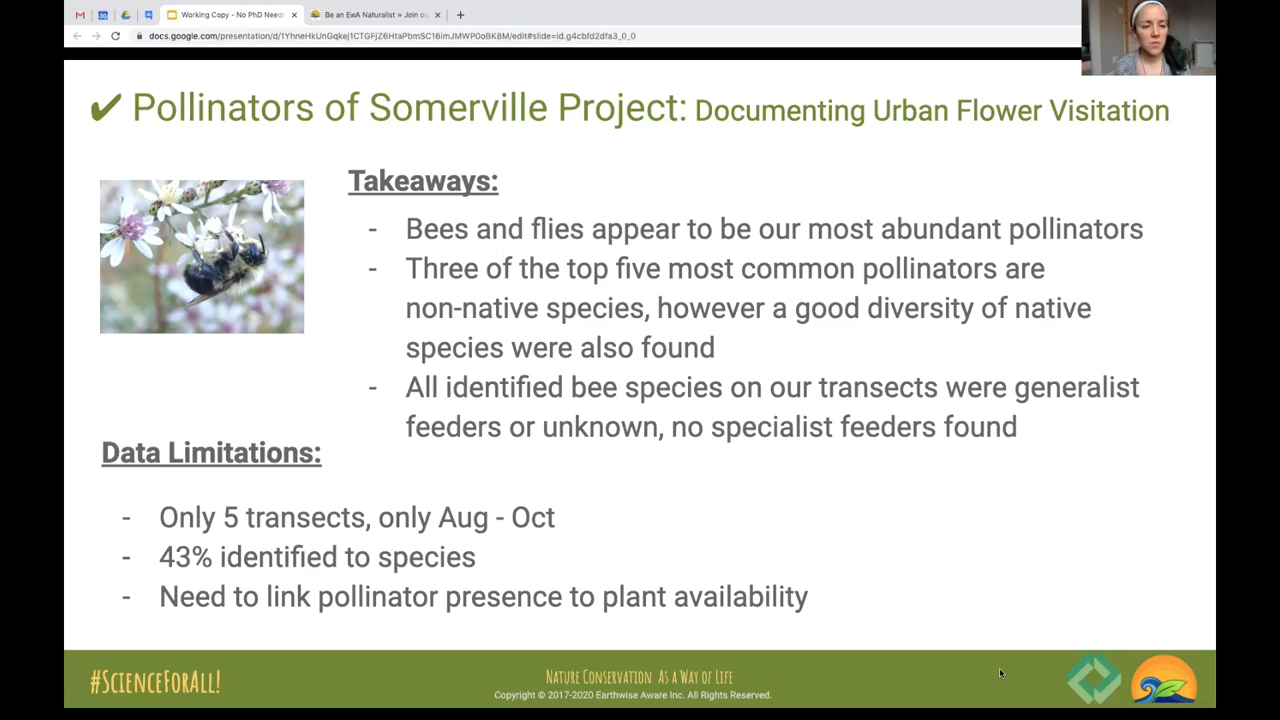 Working Copy - No PhD Neede
Be an EwA Naturalist » Join ou
docs.google.com/presentation/d/1YhneHkUnGqkej1CTGFjZ6HtaPbmSC16imJMWP0oBK8M/edit#slide=id.g4cbfd2dfa3_0_0
✔ Pollinators of Somerville Project: Documenting Urban Flower Visitation
Takeaways:
- Bees and flies appear to be our most abundant pollinators
- Three of the top five most common pollinators are
non-native species, however a good diversity of native
species were also found
- All identified bee species on our transects were generalist
feeders or unknown, no specialist feeders found
Data Limitations:
- Only 5 transects, only Aug - Oct
- 43% identified to species
- Need to link pollinator presence to plant availability
#ScienceForAll!
Nature Conservation As a Way of Life
Copyright © 2017-2020 Earthwise Aware Inc. All Rights Reserved.